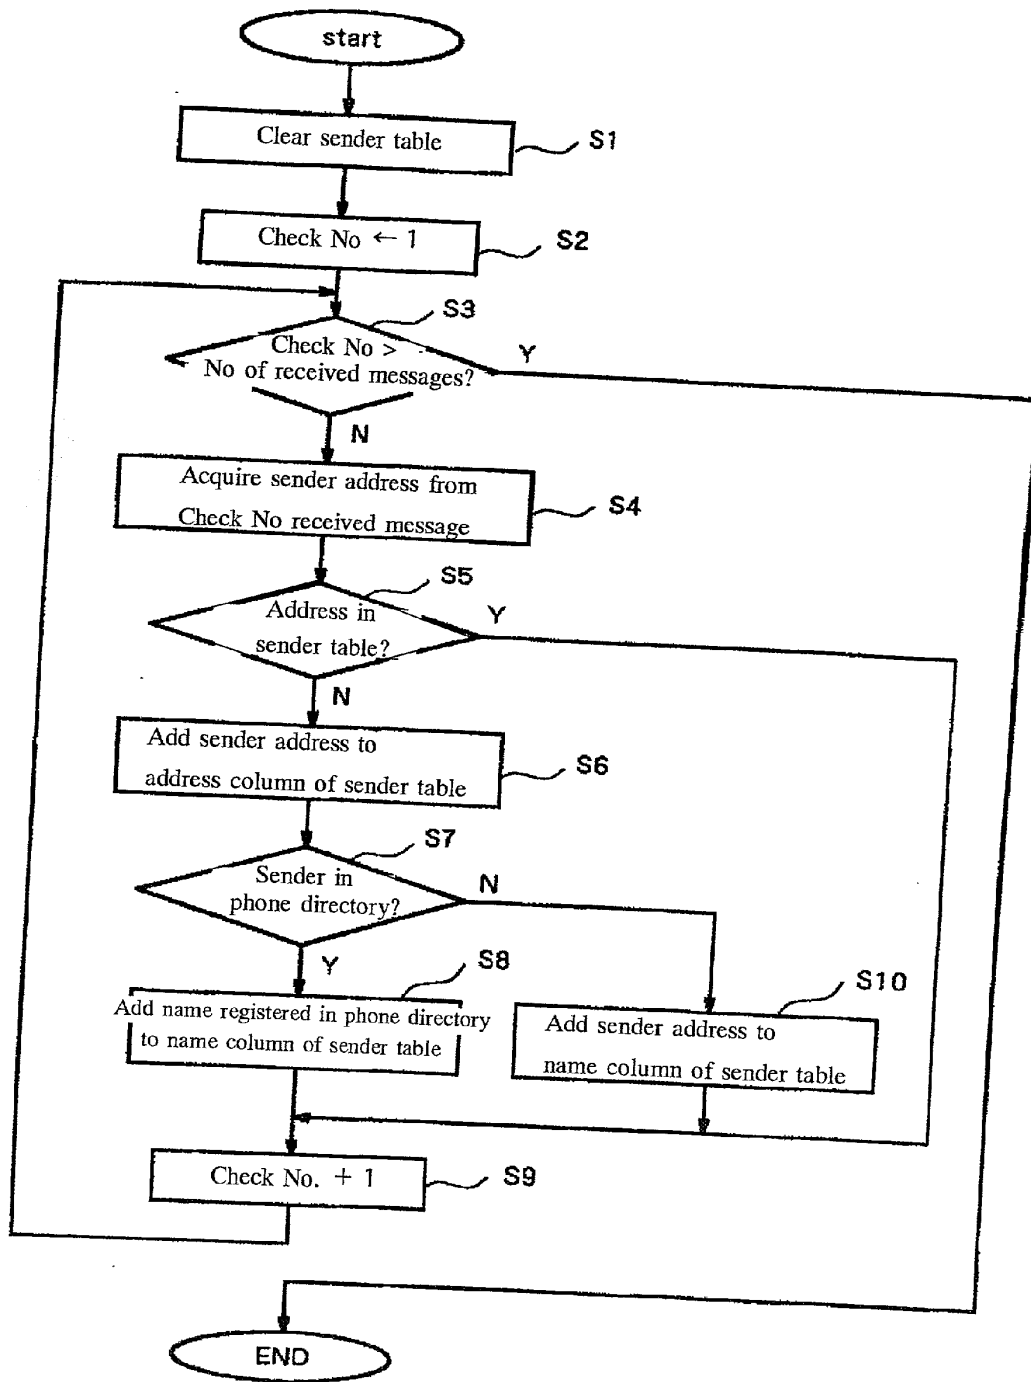 start
Clear sender table
S1
Check No ← 1
S2
S3
Check No >
No of received messages?
Y
N
Acquire sender address from
Check No received message
S4
S5
Address in
sender table?
Y
N
Add sender address to
address column of sender table
S6
S7
Sender in
phone directory?
N
Y
S8
Add name registered in phone directory
to name column of sender table
S10
Add sender address to
name column of sender table
Check No. + 1
S9
END